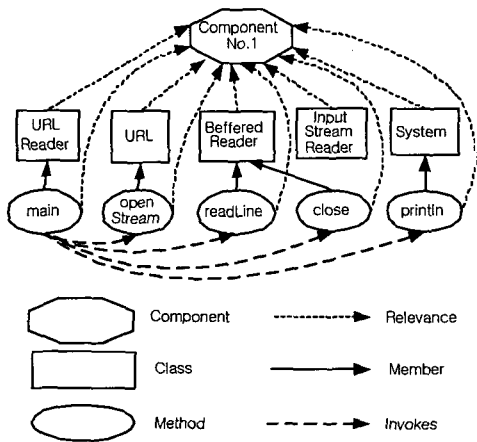 Component
No.1
URL
Reader
URL
Beffered
Reader
Input
Stream
Reader
System
main
open
Stream
readLine
close
println
Component
Relevance
Class
Member
Method
Invokes